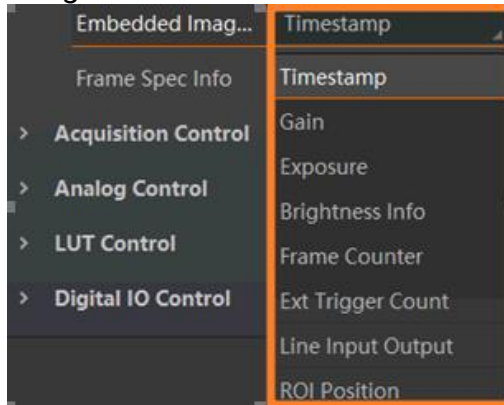 Embedded Imag... Timestamp
Frame Spec Info Timestamp
> Acquisition Control Gain
Exposure
> Analog Control
Brightness Info
> LUT Control Frame Counter
> Digital IO Control Ext Trigger Count
Line Input Output
ROI Position